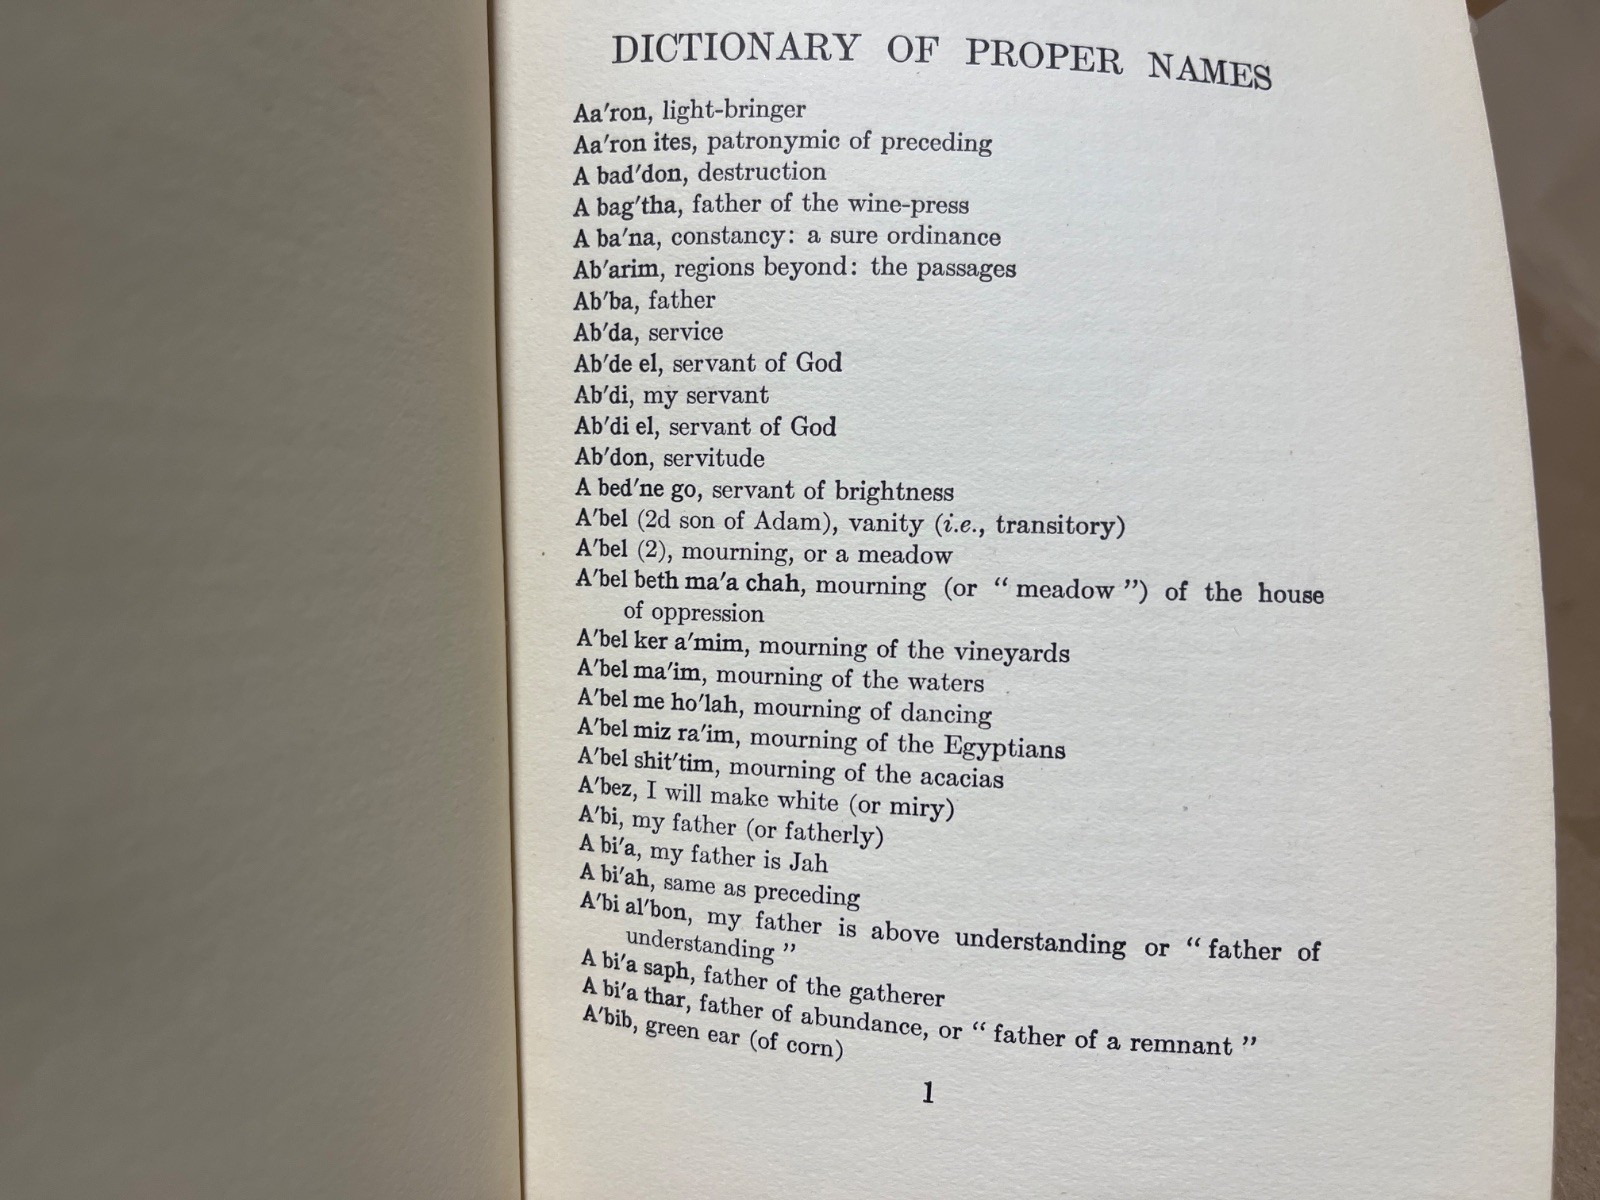 DICTIONARY OF PROPER NAMES
Aa′ron, light-bringer
Aa′ron ites, patronymic of preceding
A bad′don, destruction
A bag′tha, father of the wine-press
A ba′na, constancy: a sure ordinance
Ab′arim, regions beyond: the passages
Ab′ba, father
Ab′da, service
Ab′de el, servant of God
Ab′di, my servant
Ab′di el, servant of God
Ab′don, servitude
A bed′ne go, servant of brightness
A′bel (2d son of Adam), vanity (i.e., transitory)
A′bel (2), mourning, or a meadow
A′bel beth ma′a chah, mourning (or “ meadow ”) of the house
of oppression
A′bel ker a′mim, mourning of the vineyards
A′bel ma′im, mourning of the waters
A′bel me ho′lah, mourning of dancing
A′bel miz ra′im, mourning of the Egyptians
A′bel shit′tim, mourning of the acacias
A′bez, I will make white (or miry)
A′bi, my father (or fatherly)
A bi′a, my father is Jah
A bi′ah, same as preceding
A′bi al′bon, my father is above understanding or “ father of
understanding ”
A bi′a saph, father of the gatherer
A bi′a thar, father of abundance, or “ father of a remnant ”
A′bib, green ear (of corn)
1